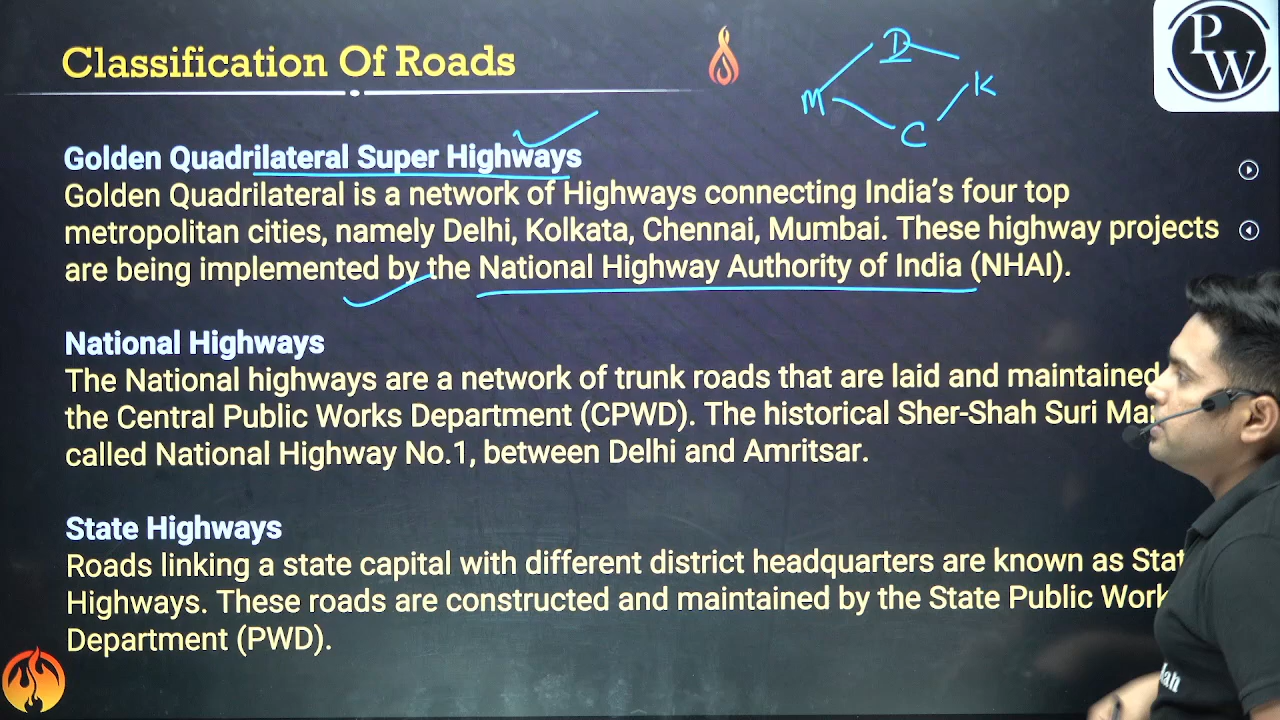 Classification Of Roads
D
M
K
C
PW
Golden Quadrilateral Super Highways
Golden Quadrilateral is a network of Highways connecting India's four top
metropolitan cities, namely Delhi, Kolkata, Chennai, Mumbai. These highway projects
are being implemented by the National Highway Authority of India (NHAI).
National Highways
The National highways are a network of trunk roads that are laid and maintained
the Central Public Works Department (CPWD). The historical Sher-Shah Suri
called National Highway No.1, between Delhi and Amritsar.
State Highways
Roads linking a state capital with different district headquarters are known as
Highways. These roads are constructed and maintained by the State Public
Department (PWD).